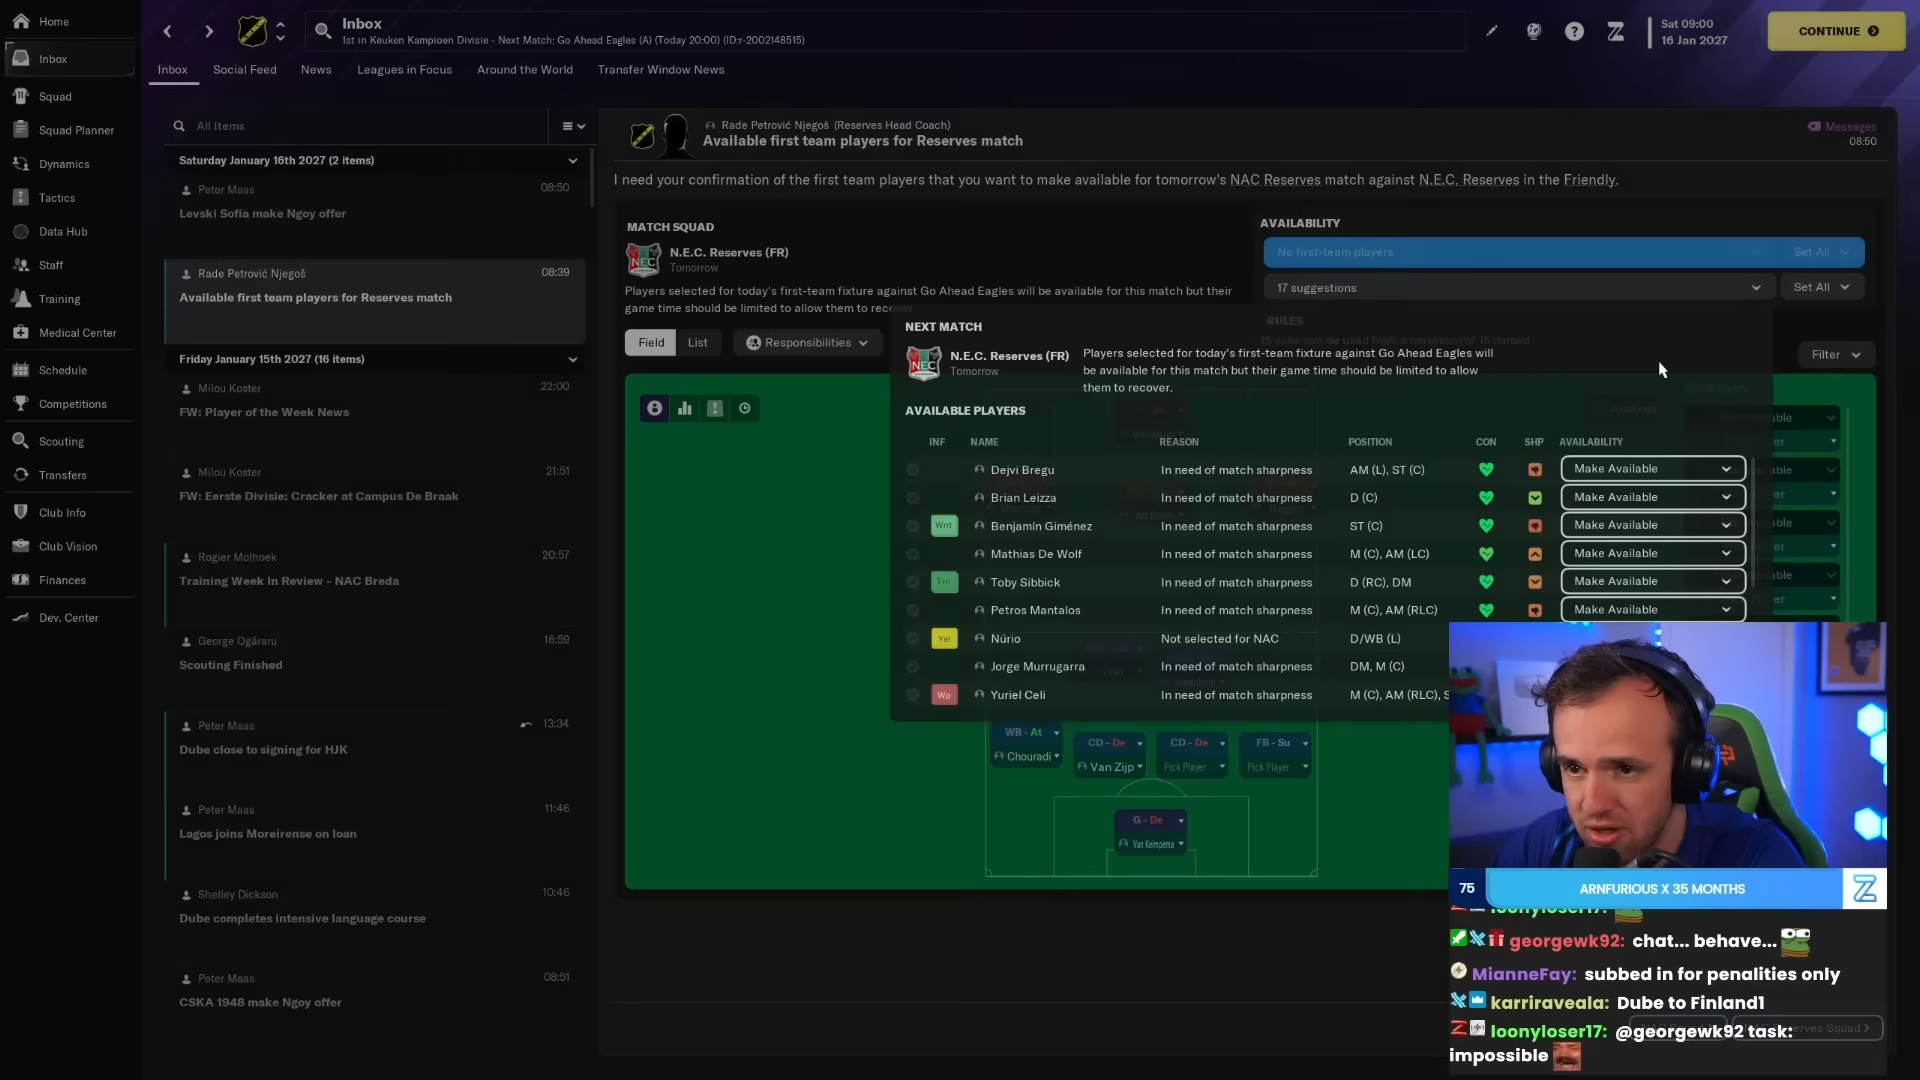 Home
Inbox
Squad
Squad Planner
Dynamics
Tactics
Data Hub
Staff
Training
Medical Center
Schedule
Competitions
Scouting
Transfers
Club Info
Club Vision
Finances
Dev. Center
Inbox
1st in Keuken Kampioen Divisie - Next Match: Go Ahead Eagles (A) (Today 20:00) (ID:r-2002148515)
Sat 09:00
16 Jan 2027
CONTINUE
Inbox Social Feed News Leagues in Focus Around the World Transfer Window News
All Items
Saturday January 16th 2027 (2 items)
Peter Maas 08:50
Levski Sofia make Ngoy offer
Rade Petrović Njegoš 08:39
Available first team players for Reserves match
Friday January 15th 2027 (16 items)
Milou Koster 22:00
FW: Player of the Week News
Milou Koster 21:51
FW: Eerste Divisie: Cracker at Campus De Braak
Rogier Molhoek 20:57
Training Week In Review - NAC Breda
George Ogăraru 16:59
Scouting Finished
Peter Maas 13:34
Dube close to signing for HJK
Peter Maas 11:46
Lagos joins Moreirense on loan
Shelley Dickson 10:46
Dube completes intensive language course
Peter Maas 08:51
CSKA 1948 make Ngoy offer
Rade Petrović Njegoš (Reserves Head Coach)
Available first team players for Reserves match
Messages
08:50
I need your confirmation of the first team players that you want to make available for tomorrow's NAC Reserves match against N.E.C. Reserves in the Friendly.
MATCH SQUAD
N.E.C. Reserves (FR)
Tomorrow
Players selected for today's first-team fixture against Go Ahead Eagles will be available for this match but their
game time should be limited to allow them to recover
AVAILABILITY
No first-team players Set All
17 suggestions Set All
RULES
Field List Responsibilities
Filter
NEXT MATCH
N.E.C. Reserves (FR)
Tomorrow
Players selected for today's first-team fixture against Go Ahead Eagles will
be available for this match but their game time should be limited to allow
them to recover.
AVAILABLE PLAYERS
INF NAME REASON POSITION CON SHP AVAILABILITY
Dejvi Bregu In need of match sharpness AM (L), ST (C) Make Available
Brian Leizza In need of match sharpness D (C) Make Available
Wnt Benjamín Giménez In need of match sharpness ST (C) Make Available
Mathias De Wolf In need of match sharpness M (C), AM (LC) Make Available
Trn Toby Sibbick In need of match sharpness D (RC), DM Make Available
Petros Mantalos In need of match sharpness M (C), AM (RLC) Make Available
Yel Núrio Not selected for NAC D/WB (L)
Jorge Murrugarra In need of match sharpness DM, M (C)
Wp Yuriel Celi In need of match sharpness M (C), AM (RLC), S
WB - At
Chouradi
CD - De
Van Zijp
CD - De
Pick Player
FB - Su
Pick Player
G - De
Van Keimpema
75 ARNFURIOUS X 35 MONTHS
loonyloser17:
georgewk92: chat... behave...
MianneFay: subbed in for penalities only
karriraveala: Dube to Finland1
loonyloser17: @georgewk92 task:
impossible